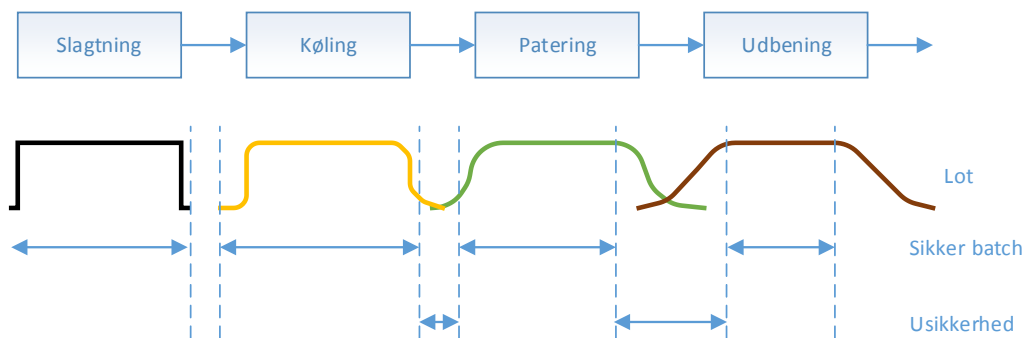 Slagtning
Køling
Patering
Udbening
Lot
Sikker batch
Usikkerhed